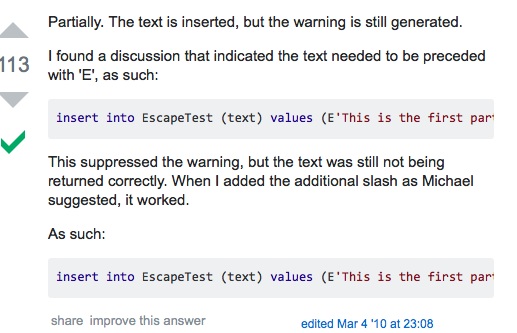 Partially. The text is inserted, but the warning is still generated.
113
I found a discussion that indicated the text needed to be preceded
with 'E', as such:
insert into EscapeTest (text) values (E'This is the first par
This suppressed the warning, but the text was still not being
returned correctly. When I added the additional slash as Michael
suggested, it worked.
As such:
insert into EscapeTest (text) values (E'This is the first par
share improve this answer
edited Mar 4 '10 at 23:08